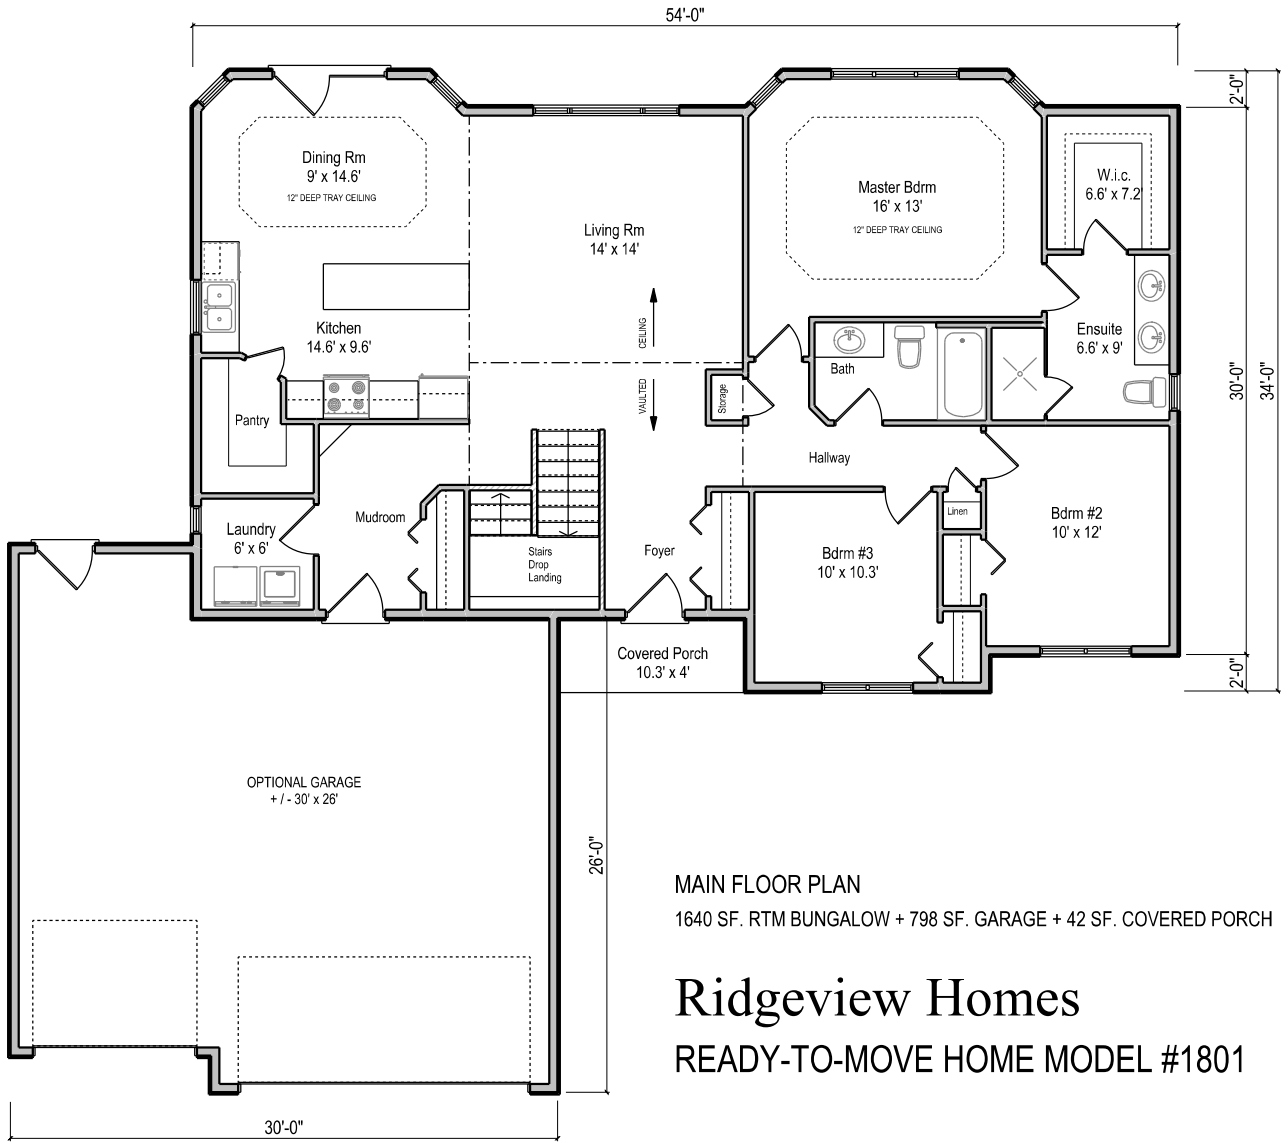 54'-0"
2'-0"
Dining Rm
9' x 14.6'
12" DEEP TRAY CEILING
Master Bdrm
16' x 13'
12" DEEP TRAY CEILING
W.i.c.
6.6' x 7.2'
Living Rm
14' x 14'
Kitchen
14.6' x 9.6'
VAULTED CEILING
Ensuite
6.6' x 9'
Bath
Storage
30'-0"
34'-0"
Pantry
Hallway
Mudroom
Laundry
6' x 6'
Linen
Bdrm #2
10' x 12'
Stairs
Drop
Landing
Foyer
Bdrm #3
10' x 10.3'
Covered Porch
10.3' x 4'
2'-0"
OPTIONAL GARAGE
+ / - 30' x 26'
26'-0"
MAIN FLOOR PLAN
1640 SF. RTM BUNGALOW + 798 SF. GARAGE + 42 SF. COVERED PORCH
Ridgeview Homes
READY-TO-MOVE HOME MODEL #1801
30'-0"